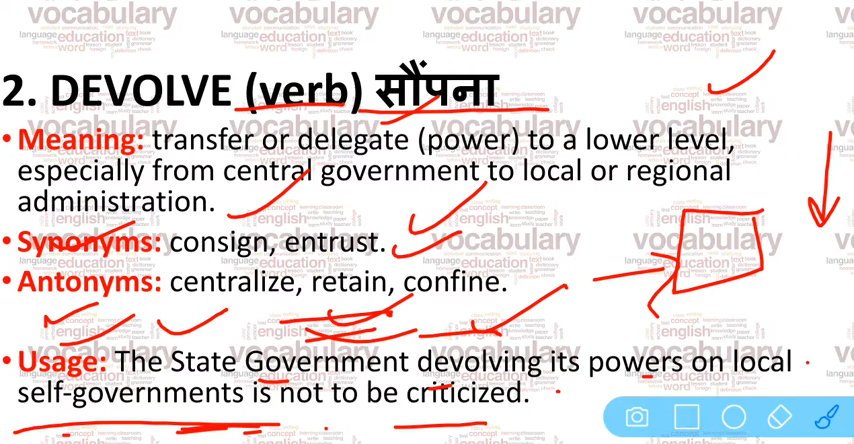 2. DEVOLVE (verb) सौंपना
• Meaning: transfer or delegate (power) to a lower level,
especially from central government to local or regional
administration.
• Synonyms: consign, entrust.
• Antonyms: centralize, retain, confine.
• Usage: The State Government devolving its powers on local
self-governments is not to be criticized.